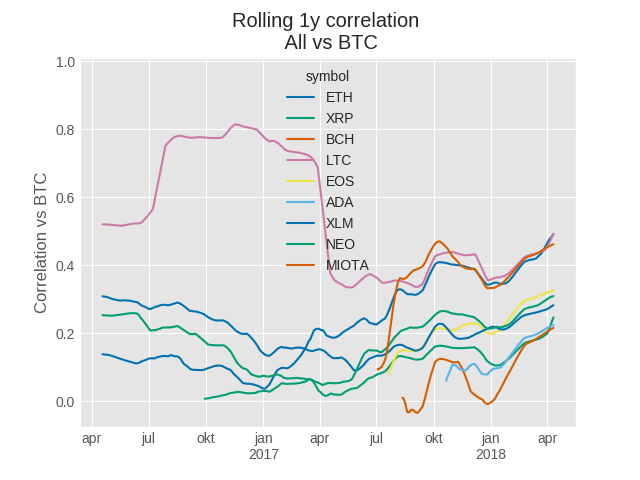 Rolling 1y correlation
All vs BTC
Correlation vs BTC
1.0
0.8
0.6
0.4
0.2
0.0
symbol
ETH
XRP
BCH
LTC
EOS
ADA
XLM
NEO
MIOTA
apr jul okt jan apr jul okt jan apr
2017 2018